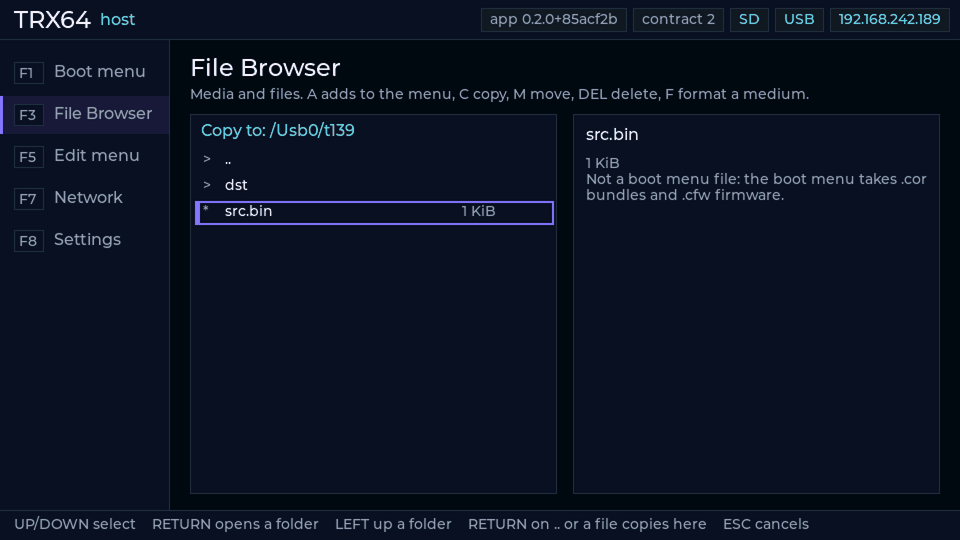 TRX64 host
app 0.2.0+85acf2b
contract 2
SD
USB
192.168.242.189
F1 Boot menu
F3 File Browser
F5 Edit menu
F7 Network
F8 Settings
File Browser
Media and files. A adds to the menu, C copy, M move, DEL delete, F format a medium.
Copy to: /Usb0/t139
> ..
> dst
* src.bin 1 KiB
src.bin
1 KiB
Not a boot menu file: the boot menu takes .cor
bundles and .cfw firmware.
UP/DOWN select RETURN opens a folder LEFT up a folder RETURN on .. or a file copies here ESC cancels